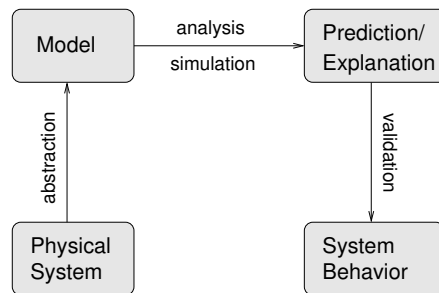 Model
analysis
simulation
Prediction/
Explanation
abstraction
validation
Physical
System
System
Behavior